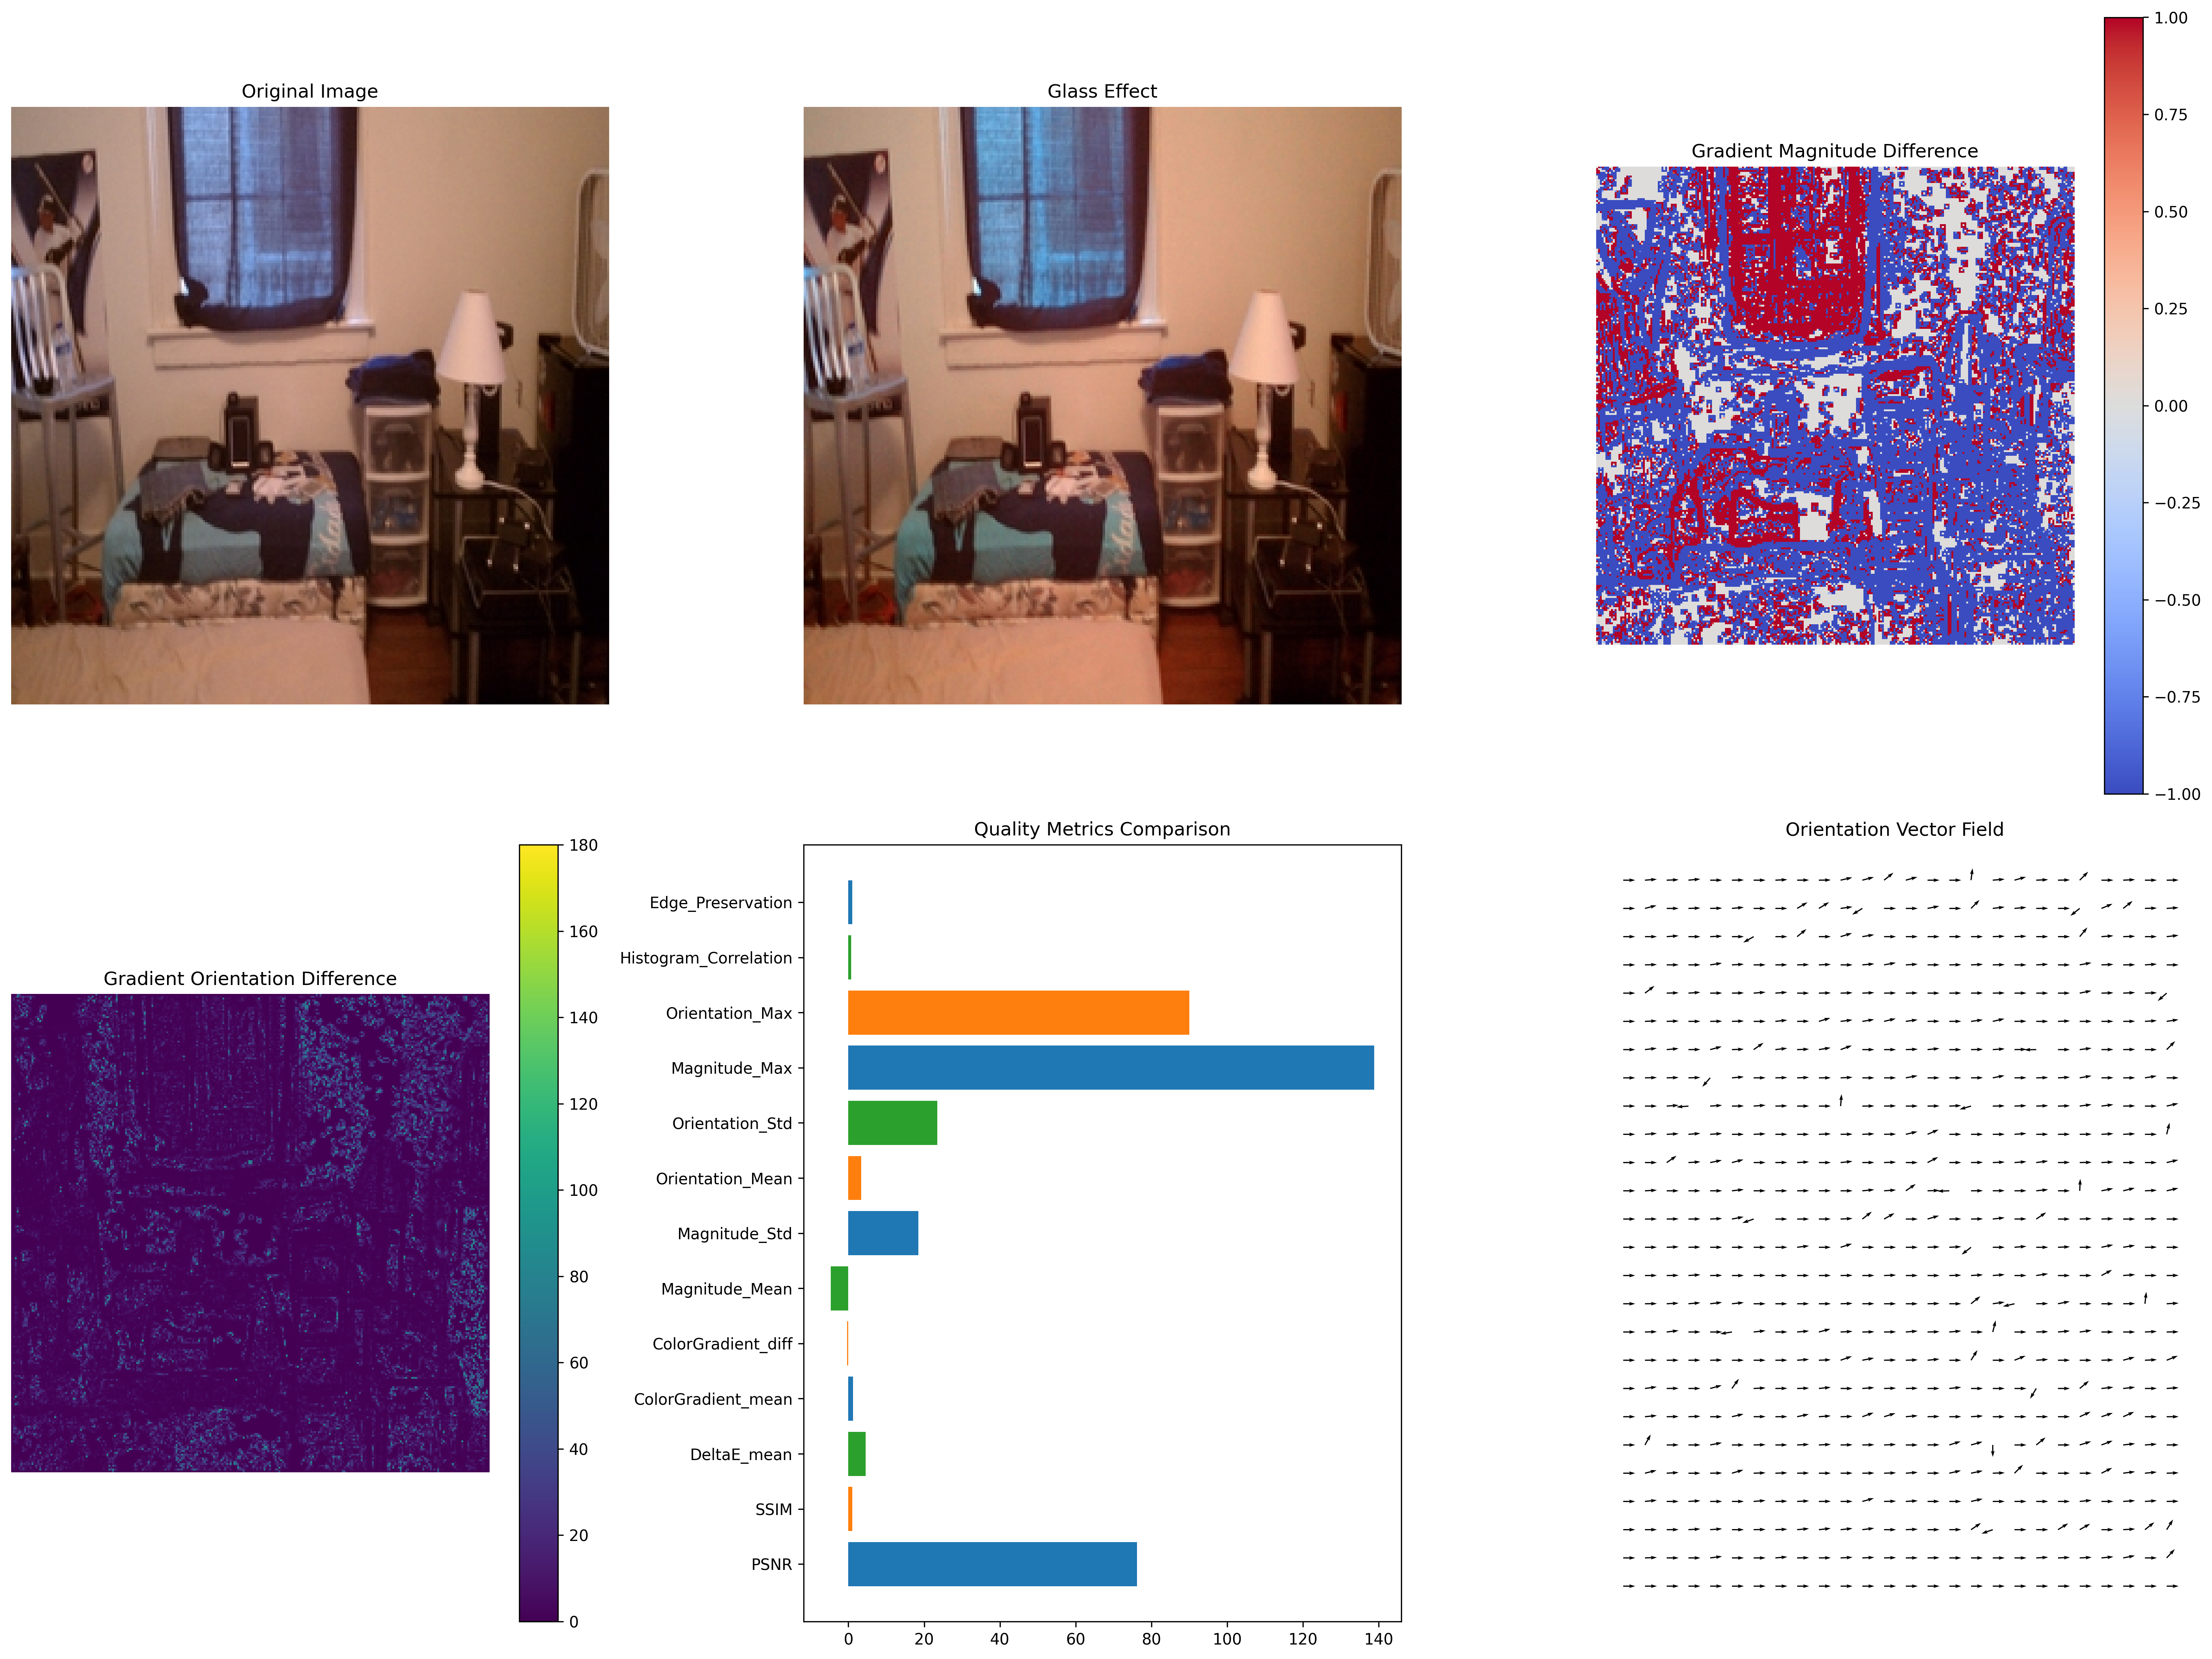 Original Image
Glass Effect
Gradient Magnitude Difference
1.00
0.75
0.50
0.25
0.00
−0.25
−0.50
−0.75
−1.00
Gradient Orientation Difference
180
160
140
120
100
80
60
40
20
0
Quality Metrics Comparison
Edge_Preservation
Histogram_Correlation
Orientation_Max
Magnitude_Max
Orientation_Std
Orientation_Mean
Magnitude_Std
Magnitude_Mean
ColorGradient_diff
ColorGradient_mean
DeltaE_mean
SSIM
PSNR
0 20 40 60 80 100 120 140
Orientation Vector Field